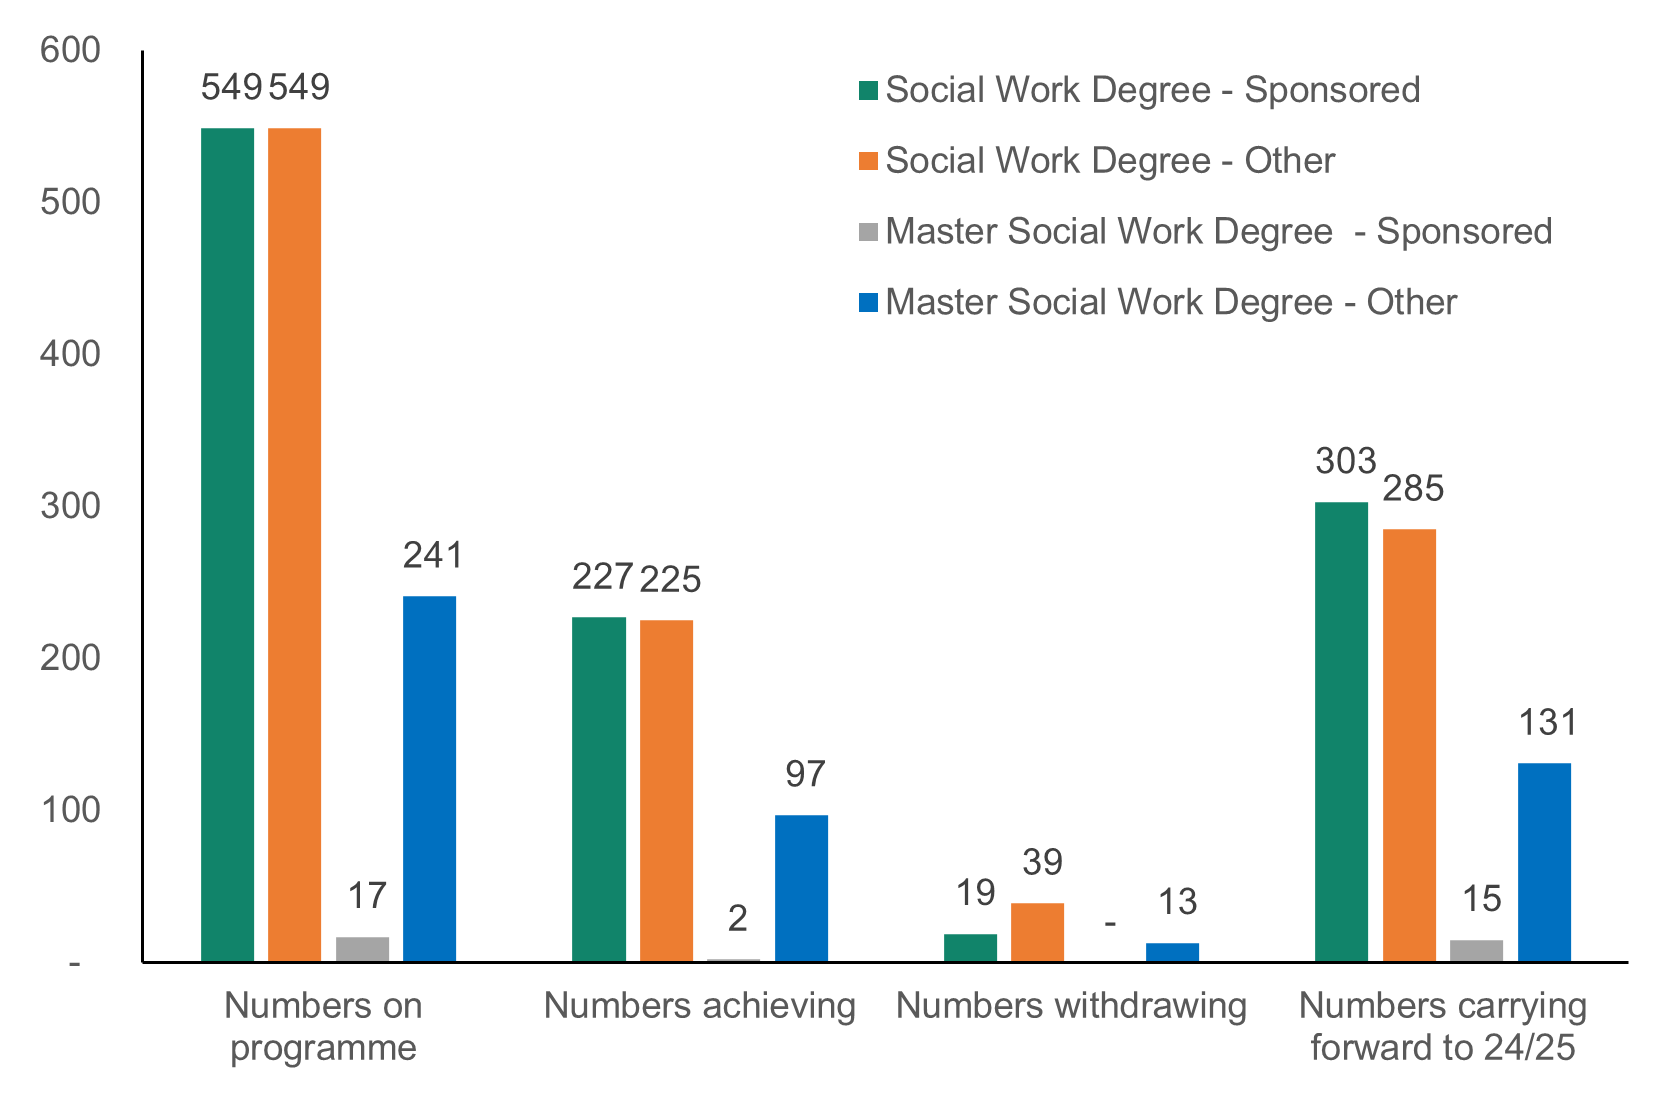 600
500
400
300
200
100
-
549 549
17
241
227 225
2
97
19
39
-
13
303
285
15
131
Social Work Degree - Sponsored
Social Work Degree - Other
Master Social Work Degree  - Sponsored
Master Social Work Degree - Other
Numbers on
programme
Numbers achieving
Numbers withdrawing
Numbers carrying
forward to 24/25